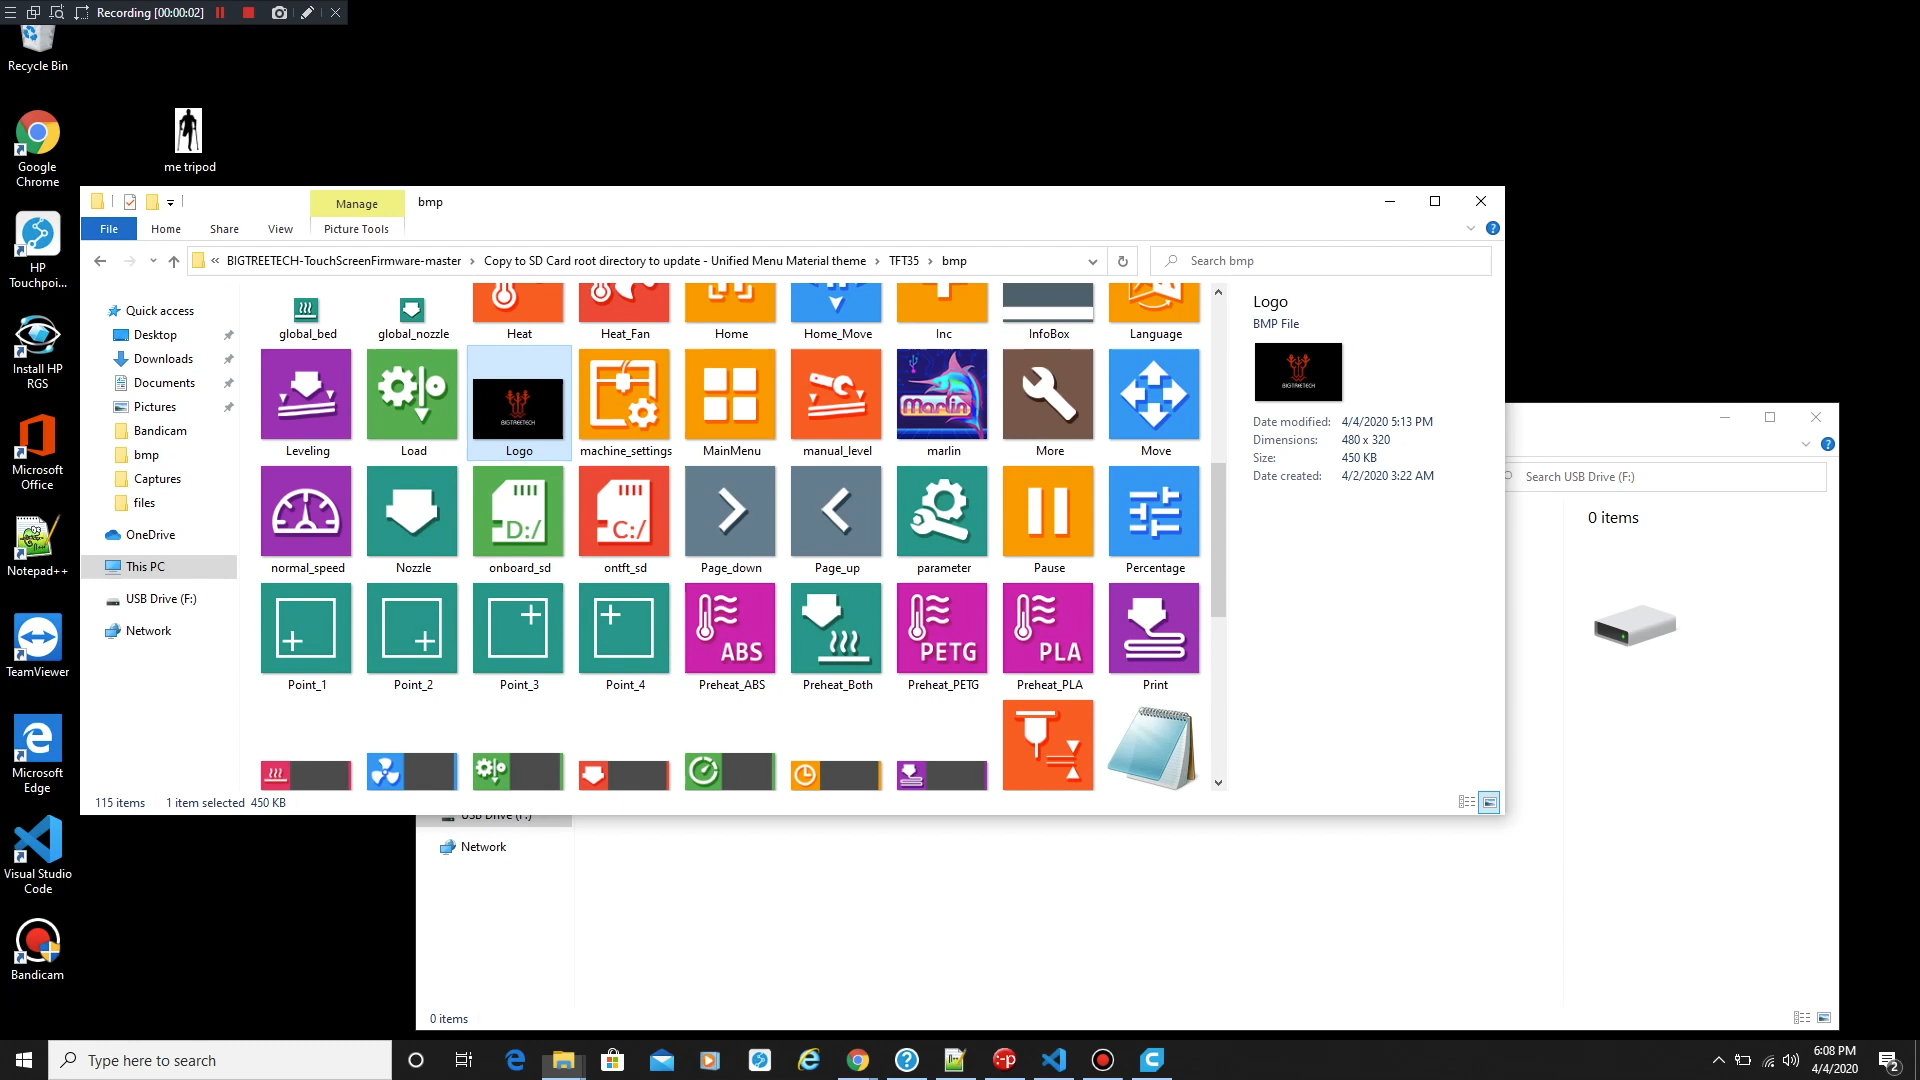 Recording [00:00:02]
Recycle Bin
Google
Chrome
me tripod
HP
Touchpoi...
Install HP
RGS
Microsoft
Office
Notepad++
TeamViewer
Microsoft
Edge
Visual Studio
Code
Bandicam
Manage
bmp
File
Home
Share
View
Picture Tools
« BIGTREETECH-TouchScreenFirmware-master › Copy to SD Card root directory to update - Unified Menu Material theme › TFT35 › bmp
Search bmp
Quick access
Desktop
Downloads
Documents
Pictures
Bandicam
bmp
Captures
files
OneDrive
This PC
USB Drive (F:)
Network
global_bed
global_nozzle
Heat
Heat_Fan
Home
Home_Move
Inc
InfoBox
Language
BIGTREETECH
Marlin
Leveling
Load
Logo
machine_settings
MainMenu
manual_level
marlin
More
Move
D:/
C:/
normal_speed
Nozzle
onboard_sd
ontft_sd
Page_down
Page_up
parameter
Pause
Percentage
ABS
PETG
PLA
Point_1
Point_2
Point_3
Point_4
Preheat_ABS
Preheat_Both
Preheat_PETG
Preheat_PLA
Print
115 items
1 item selected 450 KB
Logo
BMP File
BIGTREETECH
Date modified: 4/4/2020 5:13 PM
Dimensions: 480 x 320
Size: 450 KB
Date created: 4/2/2020 3:22 AM
Search USB Drive (F:)
0 items
USB Drive (F:)
Network
0 items
Type here to search
6:08 PM
4/4/2020
2